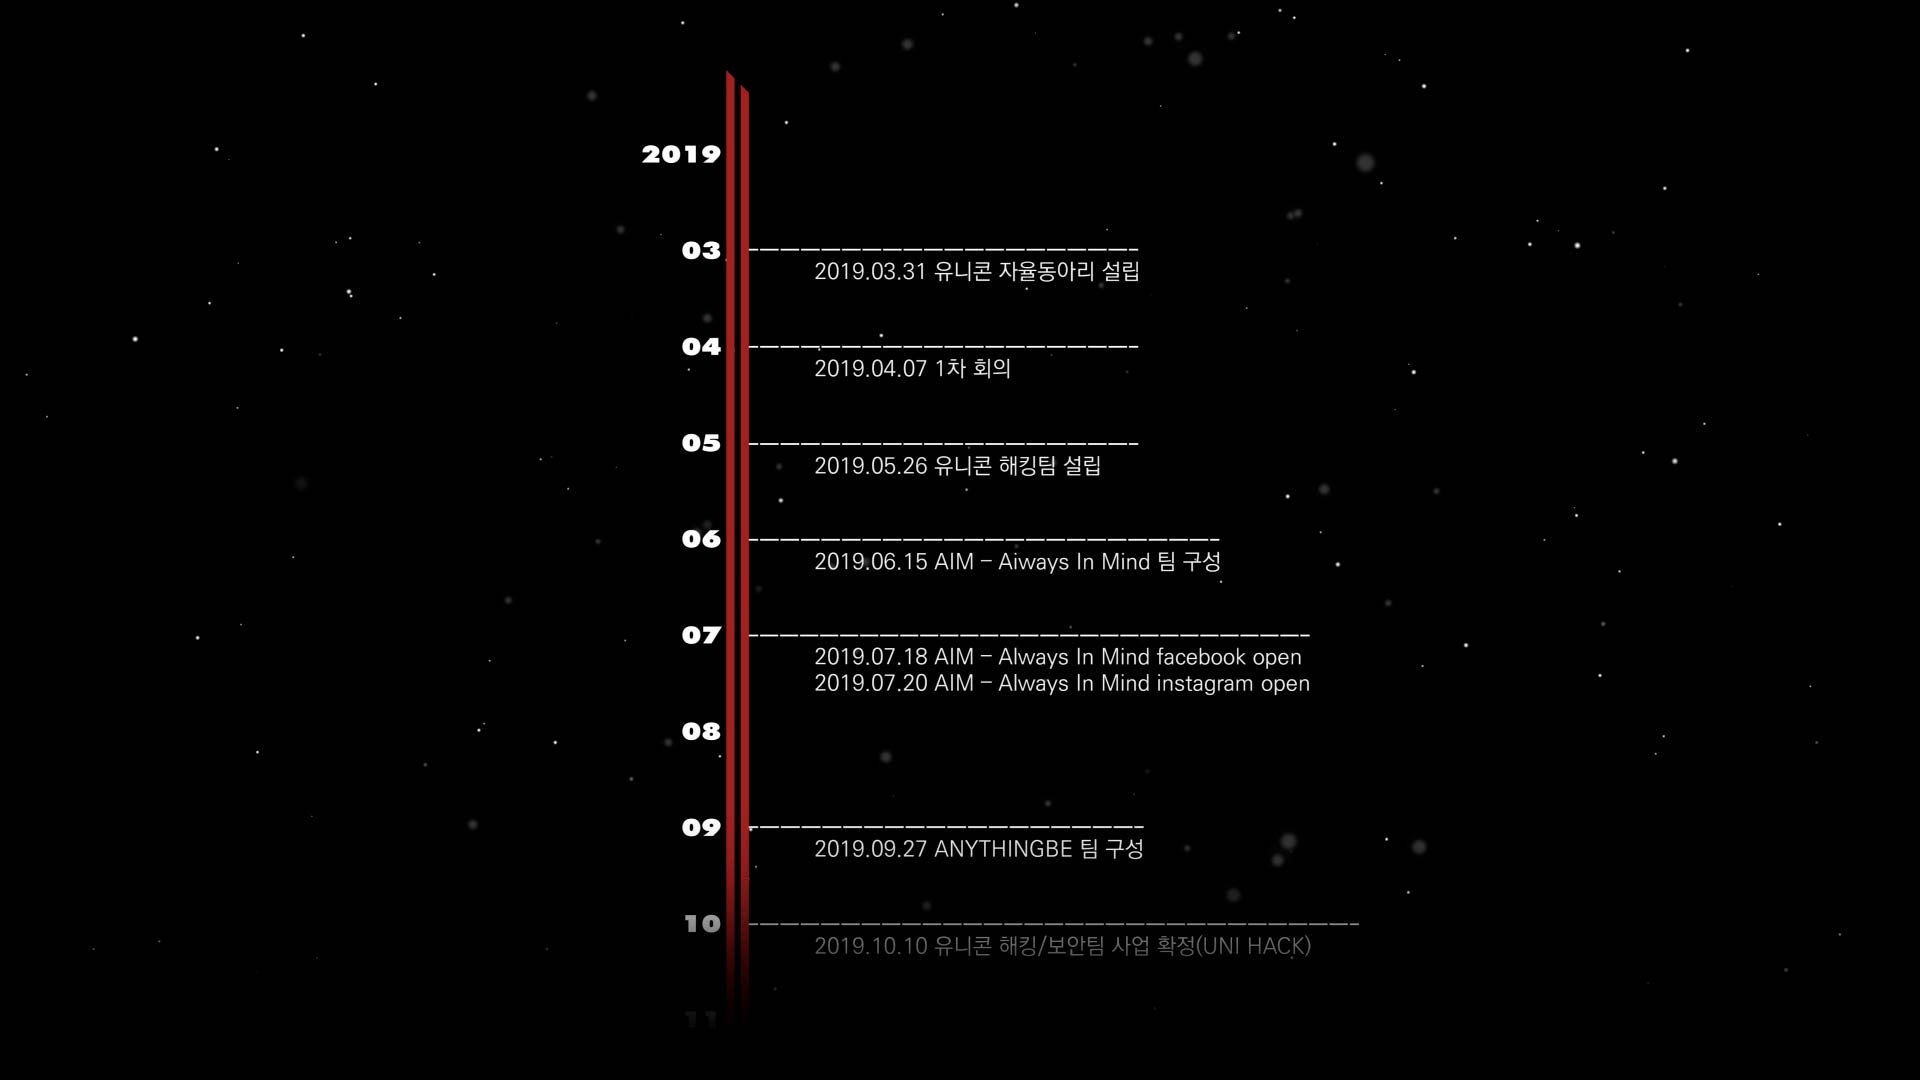 2019
03
2019.03.31 유니콘 자율동아리 설립
04
2019.04.07 1차 회의
05
2019.05.26 유니콘 해킹팀 설립
06
2019.06.15 AIM – Aiways In Mind 팀 구성
07
2019.07.18 AIM – Always In Mind facebook open
2019.07.20 AIM – Always In Mind instagram open
08
09
2019.09.27 ANYTHINGBE 팀 구성
10
2019.10.10 유니콘 해킹/보안팀 사업 확정(UNI HACK)
11